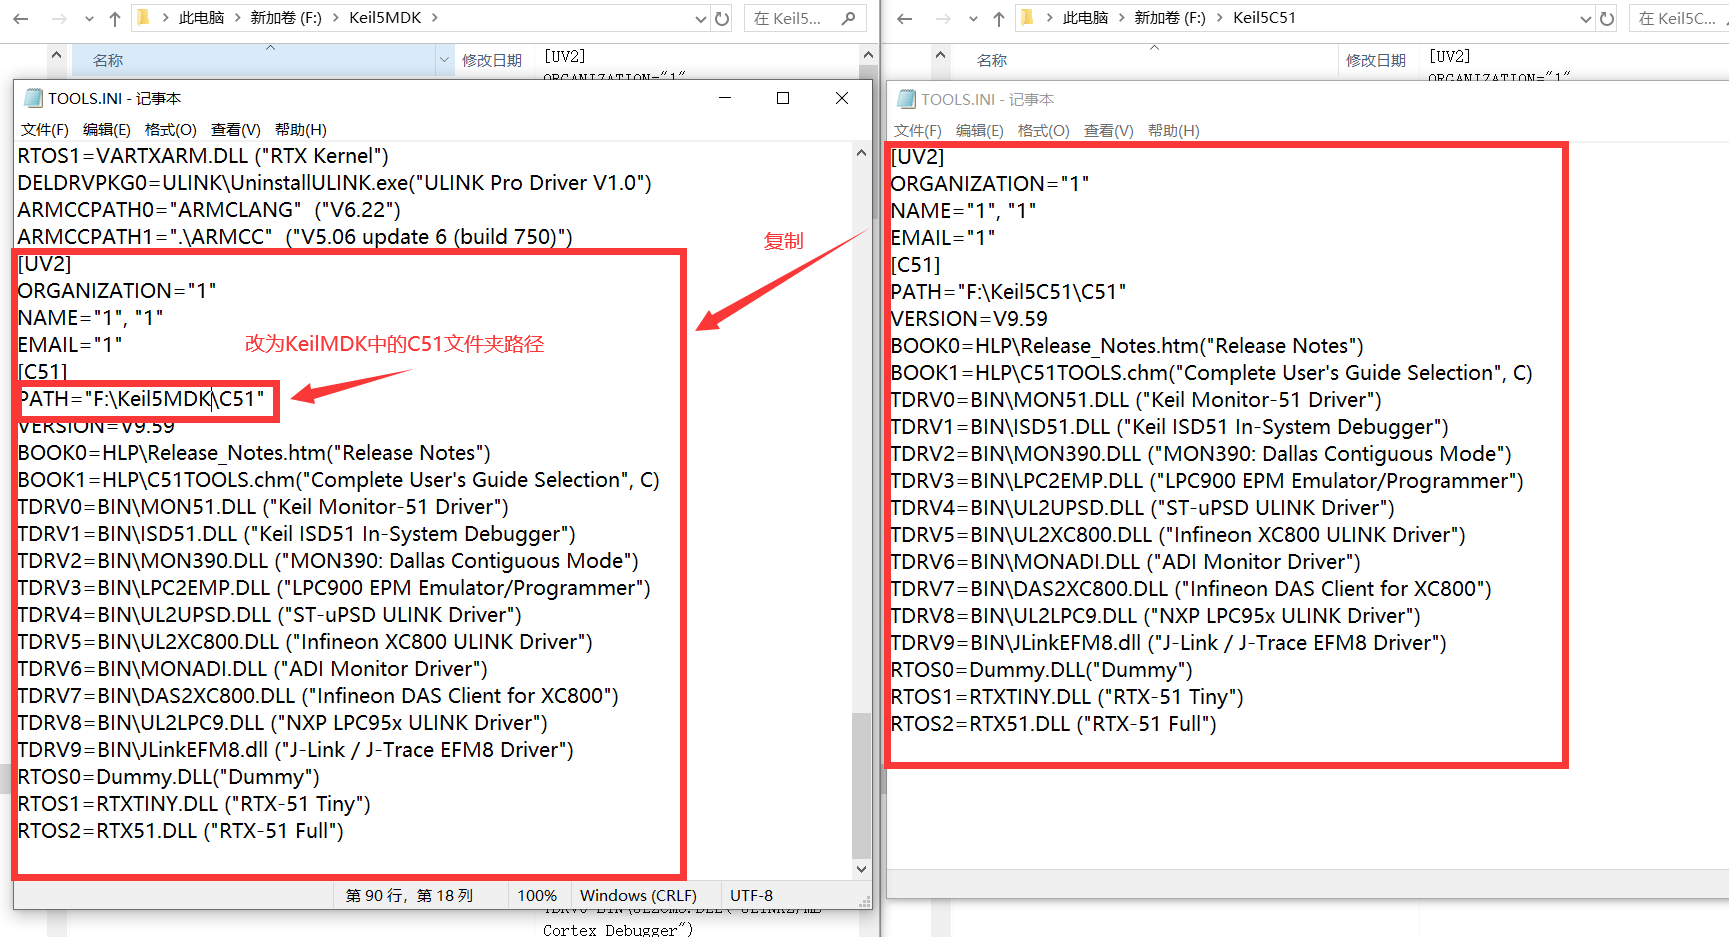 此电脑 > 新加卷 (F:) > Keil5MDK >
在 Keil5...
名称
修改日期
[UV2]
ORGANIZATION="1"
TOOLS.INI - 记事本
文件(F) 编辑(E) 格式(O) 查看(V) 帮助(H)
RTOS1=VARTXARM.DLL ("RTX Kernel")
DELDRVPKG0=ULINK\UninstallULINK.exe("ULINK Pro Driver V1.0")
ARMCCPATH0="ARMCLANG" ("V6.22")
ARMCCPATH1=".\ARMCC" ("V5.06 update 6 (build 750)")
[UV2]
ORGANIZATION="1"
NAME="1", "1"
EMAIL="1"
[C51]
PATH="F:\Keil5MDK\C51"
VERSION=V9.59
BOOK0=HLP\Release_Notes.htm("Release Notes")
BOOK1=HLP\C51TOOLS.chm("Complete User's Guide Selection", C)
TDRV0=BIN\MON51.DLL ("Keil Monitor-51 Driver")
TDRV1=BIN\ISD51.DLL ("Keil ISD51 In-System Debugger")
TDRV2=BIN\MON390.DLL ("MON390: Dallas Contiguous Mode")
TDRV3=BIN\LPC2EMP.DLL ("LPC900 EPM Emulator/Programmer")
TDRV4=BIN\UL2UPSD.DLL ("ST-uPSD ULINK Driver")
TDRV5=BIN\UL2XC800.DLL ("Infineon XC800 ULINK Driver")
TDRV6=BIN\MONADI.DLL ("ADI Monitor Driver")
TDRV7=BIN\DAS2XC800.DLL ("Infineon DAS Client for XC800")
TDRV8=BIN\UL2LPC9.DLL ("NXP LPC95x ULINK Driver")
TDRV9=BIN\JLinkEFM8.dll ("J-Link / J-Trace EFM8 Driver")
RTOS0=Dummy.DLL("Dummy")
RTOS1=RTXTINY.DLL ("RTX-51 Tiny")
RTOS2=RTX51.DLL ("RTX-51 Full")
复制
改为KeilMDK中的C51文件夹路径
第 90 行，第 18 列
100%
Windows (CRLF)
UTF-8
Cortex Debugger")
此电脑 > 新加卷 (F:) > Keil5C51
在 Keil5C...
名称
修改日期
[UV2]
ORGANIZATION="1"
TOOLS.INI - 记事本
文件(F) 编辑(E) 格式(O) 查看(V) 帮助(H)
[UV2]
ORGANIZATION="1"
NAME="1", "1"
EMAIL="1"
[C51]
PATH="F:\Keil5C51\C51"
VERSION=V9.59
BOOK0=HLP\Release_Notes.htm("Release Notes")
BOOK1=HLP\C51TOOLS.chm("Complete User's Guide Selection", C)
TDRV0=BIN\MON51.DLL ("Keil Monitor-51 Driver")
TDRV1=BIN\ISD51.DLL ("Keil ISD51 In-System Debugger")
TDRV2=BIN\MON390.DLL ("MON390: Dallas Contiguous Mode")
TDRV3=BIN\LPC2EMP.DLL ("LPC900 EPM Emulator/Programmer")
TDRV4=BIN\UL2UPSD.DLL ("ST-uPSD ULINK Driver")
TDRV5=BIN\UL2XC800.DLL ("Infineon XC800 ULINK Driver")
TDRV6=BIN\MONADI.DLL ("ADI Monitor Driver")
TDRV7=BIN\DAS2XC800.DLL ("Infineon DAS Client for XC800")
TDRV8=BIN\UL2LPC9.DLL ("NXP LPC95x ULINK Driver")
TDRV9=BIN\JLinkEFM8.dll ("J-Link / J-Trace EFM8 Driver")
RTOS0=Dummy.DLL("Dummy")
RTOS1=RTXTINY.DLL ("RTX-51 Tiny")
RTOS2=RTX51.DLL ("RTX-51 Full")